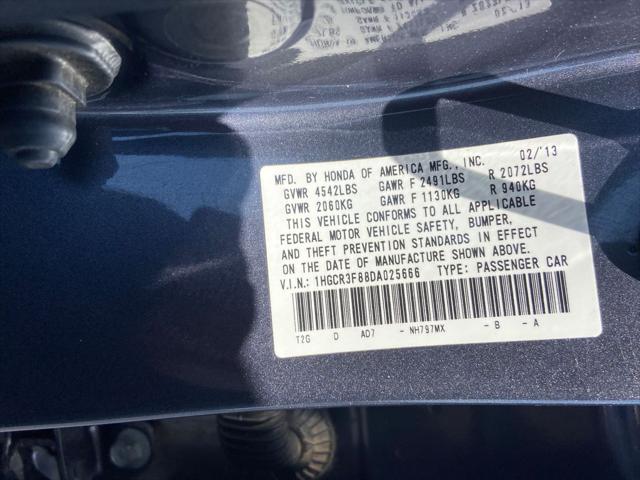 MFD. BY HONDA OF AMERICA MFG., INC. 02/'13
GVWR 4542LBS GAWR F 2491LBS R 2072LBS
GVWR 2060KG GAWR F 1130KG R 940KG
THIS VEHICLE CONFORMS TO ALL APPLICABLE
FEDERAL MOTOR VEHICLE SAFETY, BUMPER,
AND THEFT PREVENTION STANDARDS IN EFFECT
ON THE DATE OF MANUFACTURE SHOWN ABOVE.
V.I.N.: 1HGCR3F88DA025666 TYPE: PASSENGER CAR
T2G D AD7 - NH797MX - B - A